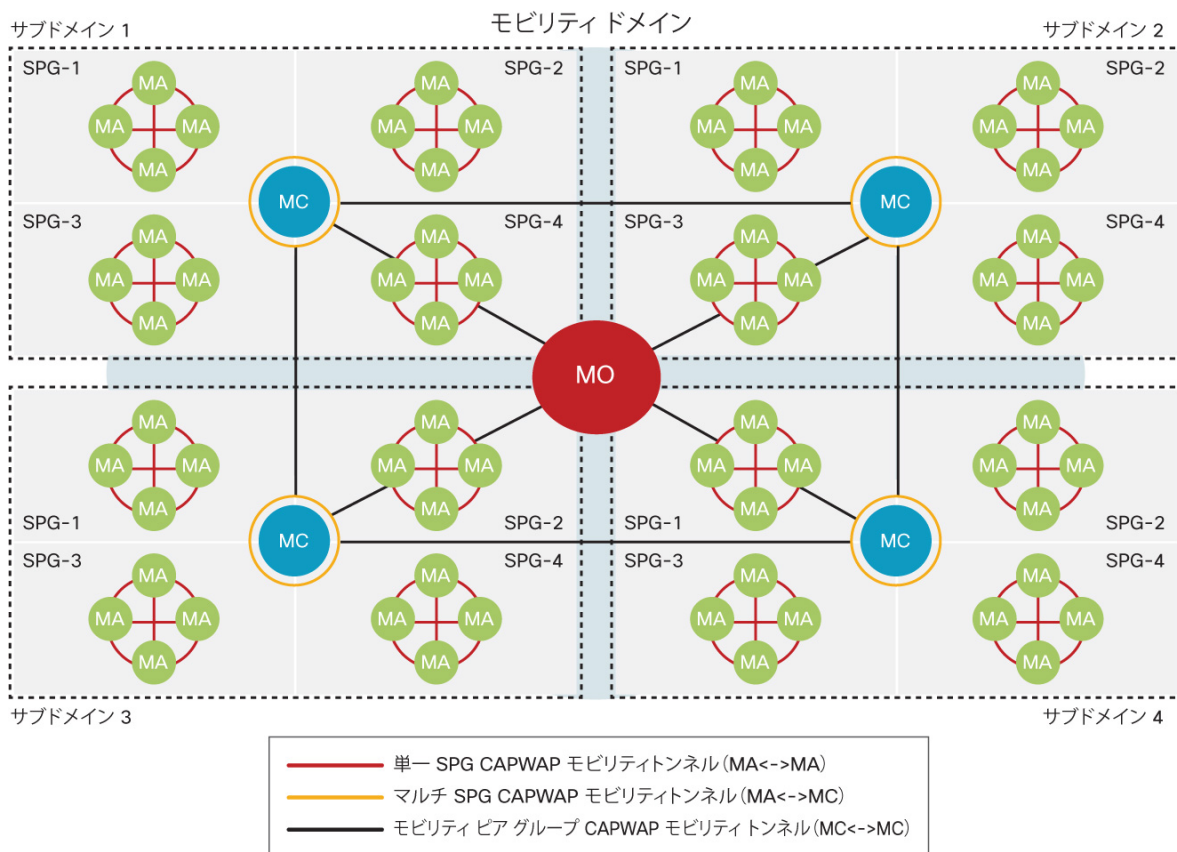 サブドメイン 1
モビリティ ドメイン
サブドメイン 2
SPG-1
SPG-2
SPG-1
SPG-2
MA
MA
MA
MA
MA MA
MA MA
MA MA
MA MA
MA
MA
MA
MA
MC
MC
SPG-3
SPG-4
SPG-3
SPG-4
MA
MA
MA
MA
MA MA
MA MA
MA MA
MA MA
MA
MA
MA
MA
MO
MA
MA
MA
MA
MA MA
MA MA
MA MA
MA MA
MA
MA
MA
MA
SPG-1
SPG-2
SPG-1
SPG-2
MC
MC
SPG-3
SPG-4
SPG-3
SPG-4
MA
MA
MA
MA
MA MA
MA MA
MA MA
MA MA
MA
MA
MA
MA
サブドメイン 3
サブドメイン 4
単一 SPG CAPWAP モビリティトンネル（MA<->MA）
マルチ SPG CAPWAP モビリティトンネル（MA<->MC）
モビリティ ピア グループ CAPWAP モビリティ トンネル（MC<->MC）